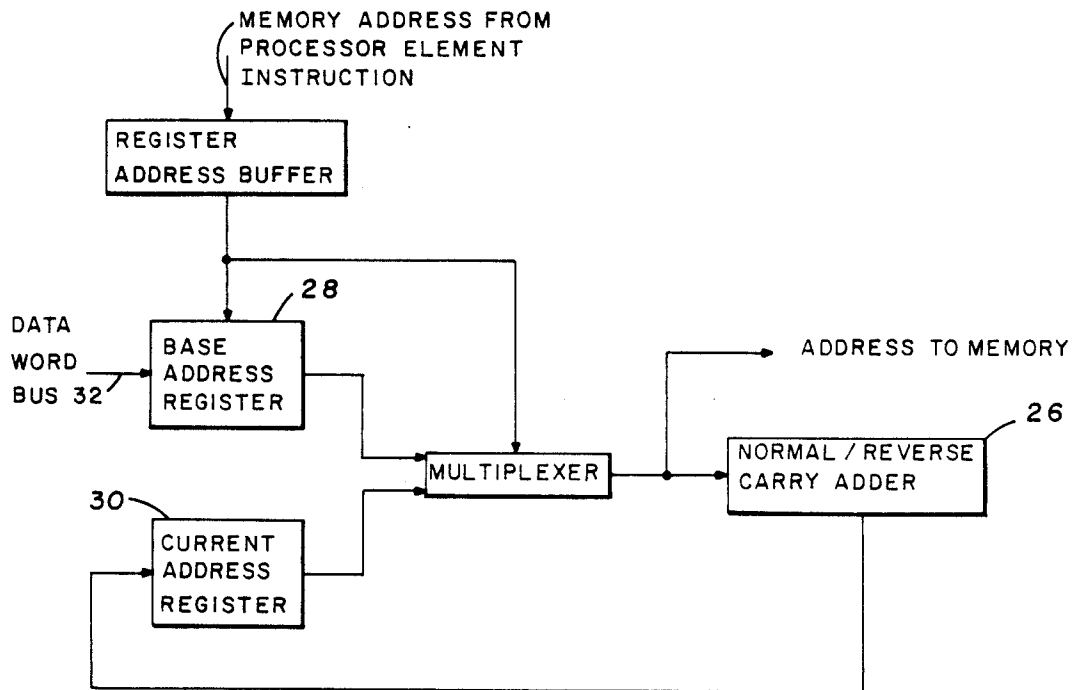 MEMORY ADDRESS FROM
PROCESSOR ELEMENT
INSTRUCTION
REGISTER
ADDRESS BUFFER
28
DATA
WORD
BUS 32
BASE
ADDRESS
REGISTER
ADDRESS TO MEMORY
26
MULTIPLEXER
NORMAL / REVERSE
CARRY ADDER
30
CURRENT
ADDRESS
REGISTER